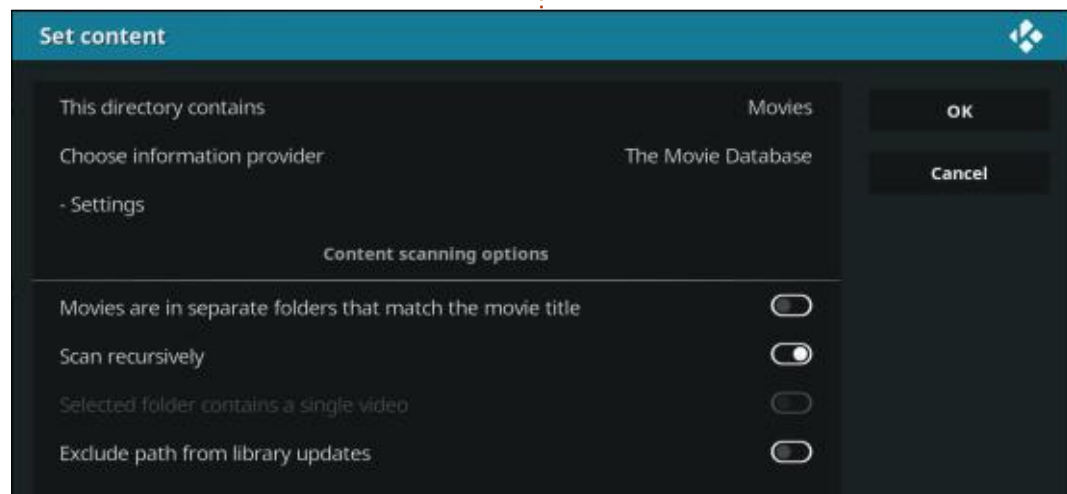 Set content
This directory contains Movies
OK
Choose information provider The Movie Database
Cancel
- Settings
Content scanning options
Movies are in separate folders that match the movie title
Scan recursively
Selected folder contains a single video
Exclude path from library updates